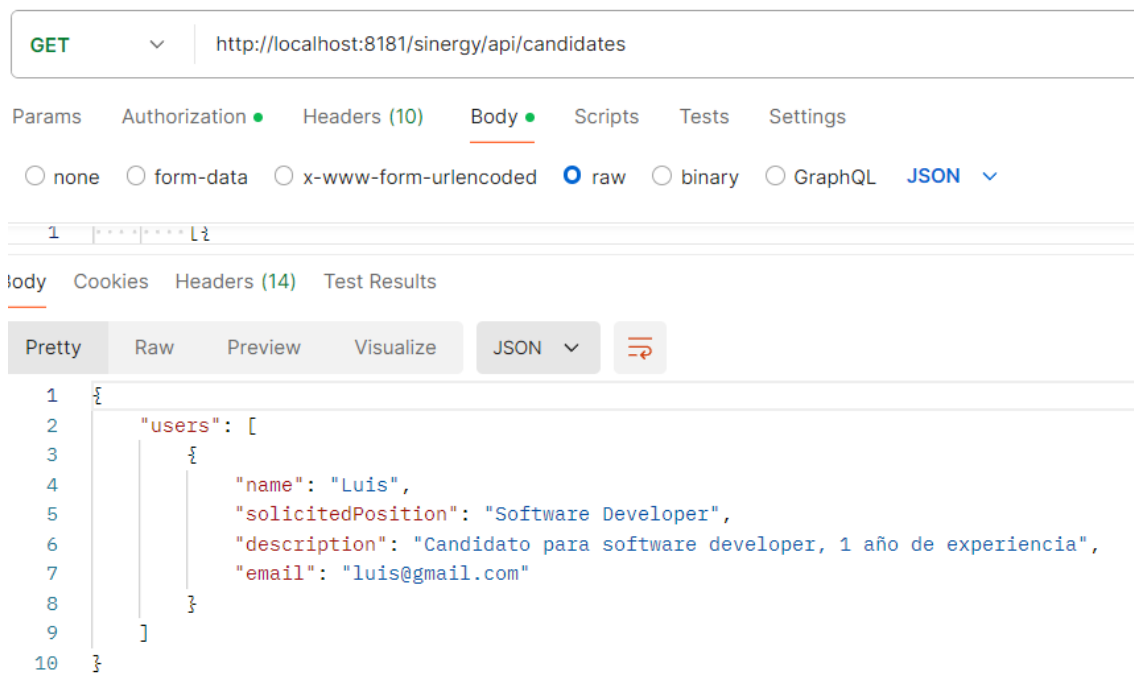 GET http://localhost:8181/sinergy/api/candidates
Params Authorization Headers (10) Body Scripts Tests Settings
none form-data x-www-form-urlencoded raw binary GraphQL JSON
1 [{
Body Cookies Headers (14) Test Results
Pretty Raw Preview Visualize JSON
1 {
2 "users": [
3 {
4 "name": "Luis",
5 "solicitedPosition": "Software Developer",
6 "description": "Candidato para software developer, 1 año de experiencia",
7 "email": "luis@gmail.com"
8 }
9 ]
10 }